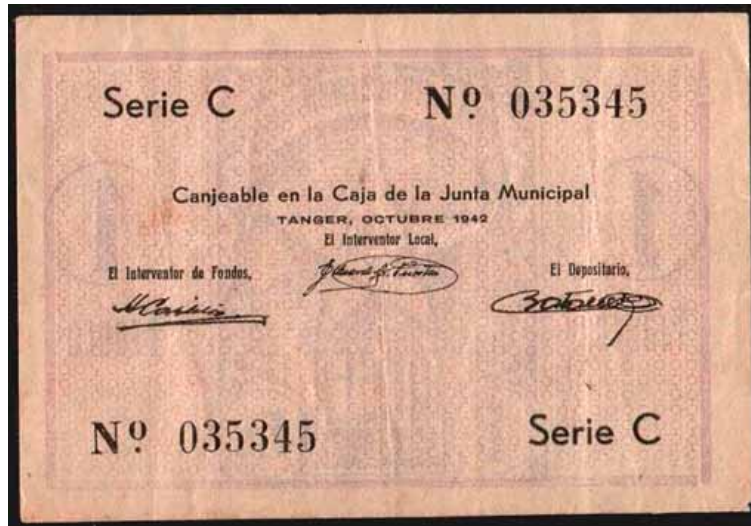 Serie C
Nº 035345
Canjeable en la Caja de la Junta Municipal
TANGER, OCTUBRE 1942
El Interventor Local,
El Interventor de Fondos,
El Depositario,
Nº 035345
Serie C